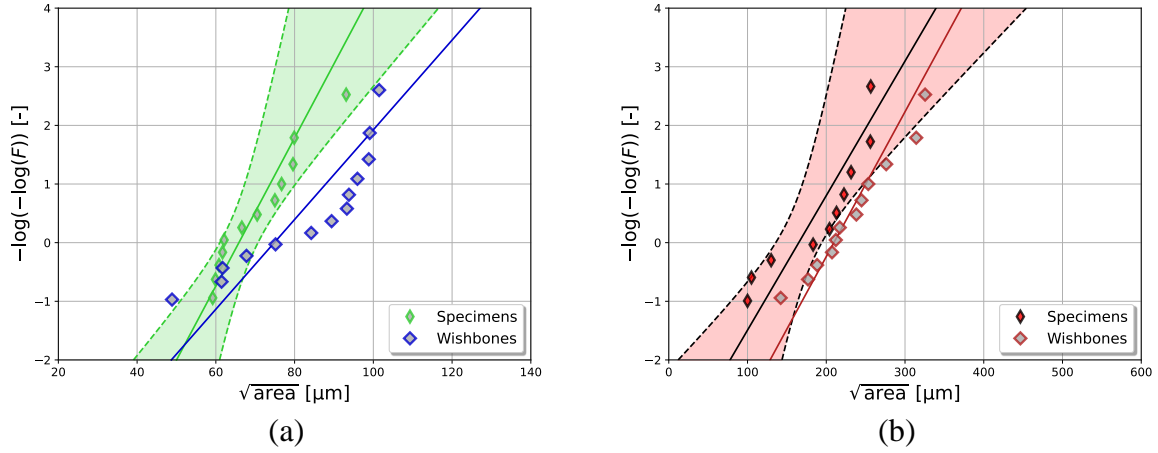 4
3
2
1
0
−1
−2
−log(−log(F)) [-]
Specimens
Wishbones
20 40 60 80 100 120 140
√area [µm]
(a)
4
3
2
1
0
−1
−2
−log(−log(F)) [-]
Specimens
Wishbones
0 100 200 300 400 500 600
√area [µm]
(b)